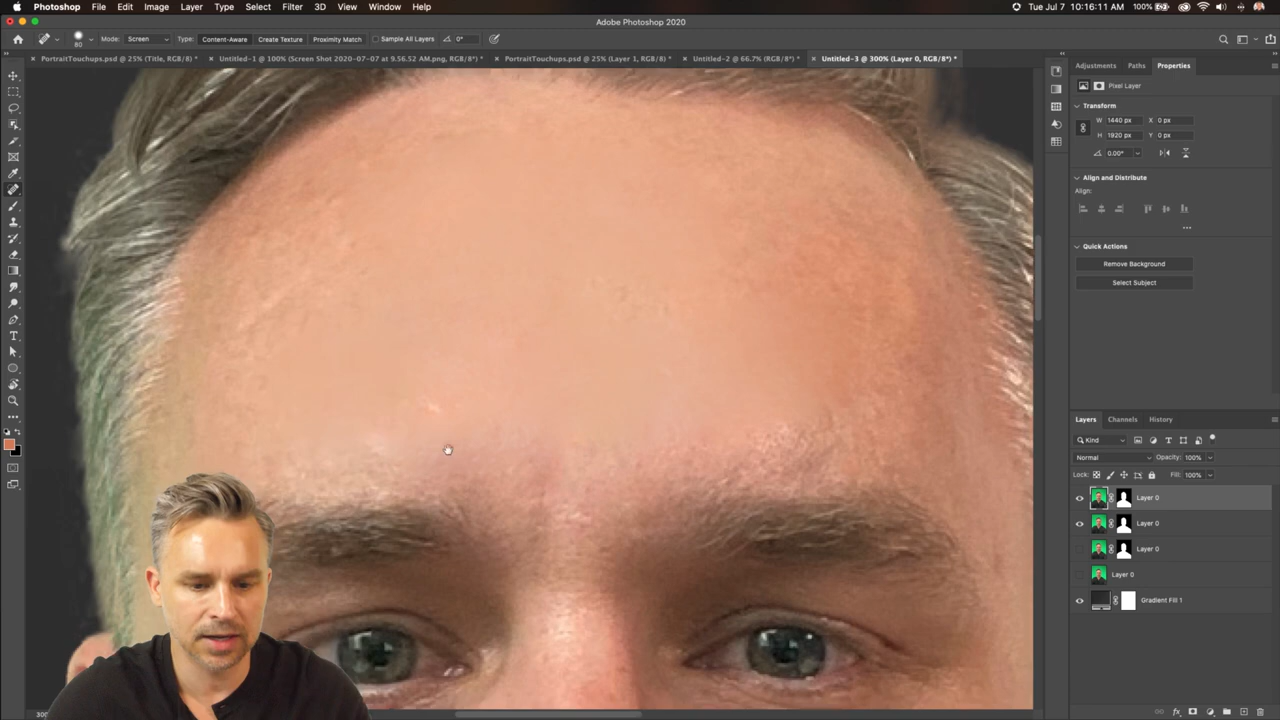 Photoshop File Edit Image Layer Type Select Filter 3D View Window Help 100% Tue Jul 7 10:16:11 AM
Adobe Photoshop 2020
80 Mode: Screen Type: Content-Aware Create Texture Proximity Match Sample All Layers 0°
PortraitTouchups.psd @ 25% (Title, RGB/8) * Untitled-1 @ 100% (Screen Shot 2020-07-07 at 9.56.52 AM.png, RGB/8*) * PortraitTouchups.psd @ 25% (Layer 1, RGB/8) * Untitled-2 @ 66.7% (RGB/8*) * Untitled-3 @ 300% (Layer 0, RGB/8*) *
Adjustments Paths Properties
Pixel Layer
Transform
W 1440 px X 0 px
H 1920 px Y 0 px
0.00°
Align and Distribute
Align:
Quick Actions
Remove Background
Select Subject
Layers Channels History
Kind
Normal Opacity: 100%
Lock: Fill: 100%
Layer 0
Layer 0
Layer 0
Layer 0
Gradient Fill 1